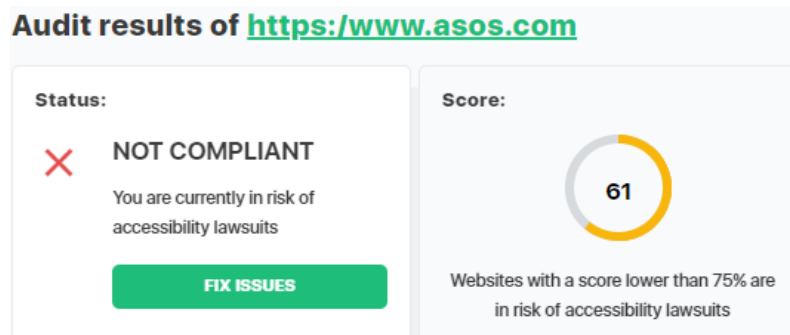 Audit results of https:/www.asos.com
Status:
NOT COMPLIANT
You are currently in risk of
accessibility lawsuits
FIX ISSUES
Score:
61
Websites with a score lower than 75% are
in risk of accessibility lawsuits